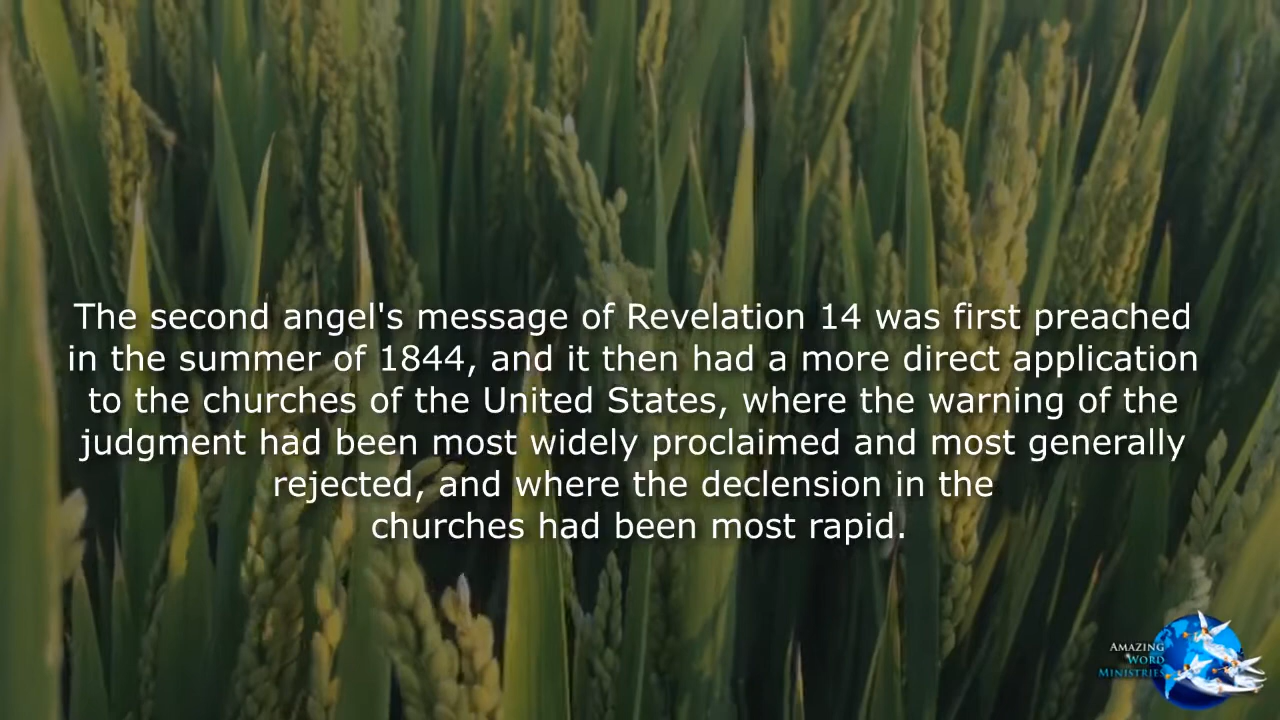 The second angel's message of Revelation 14 was first preached
in the summer of 1844, and it then had a more direct application
to the churches of the United States, where the warning of the
judgment had been most widely proclaimed and most generally
rejected, and where the declension in the
churches had been most rapid.
AMAZING
WORD
MINISTRIES